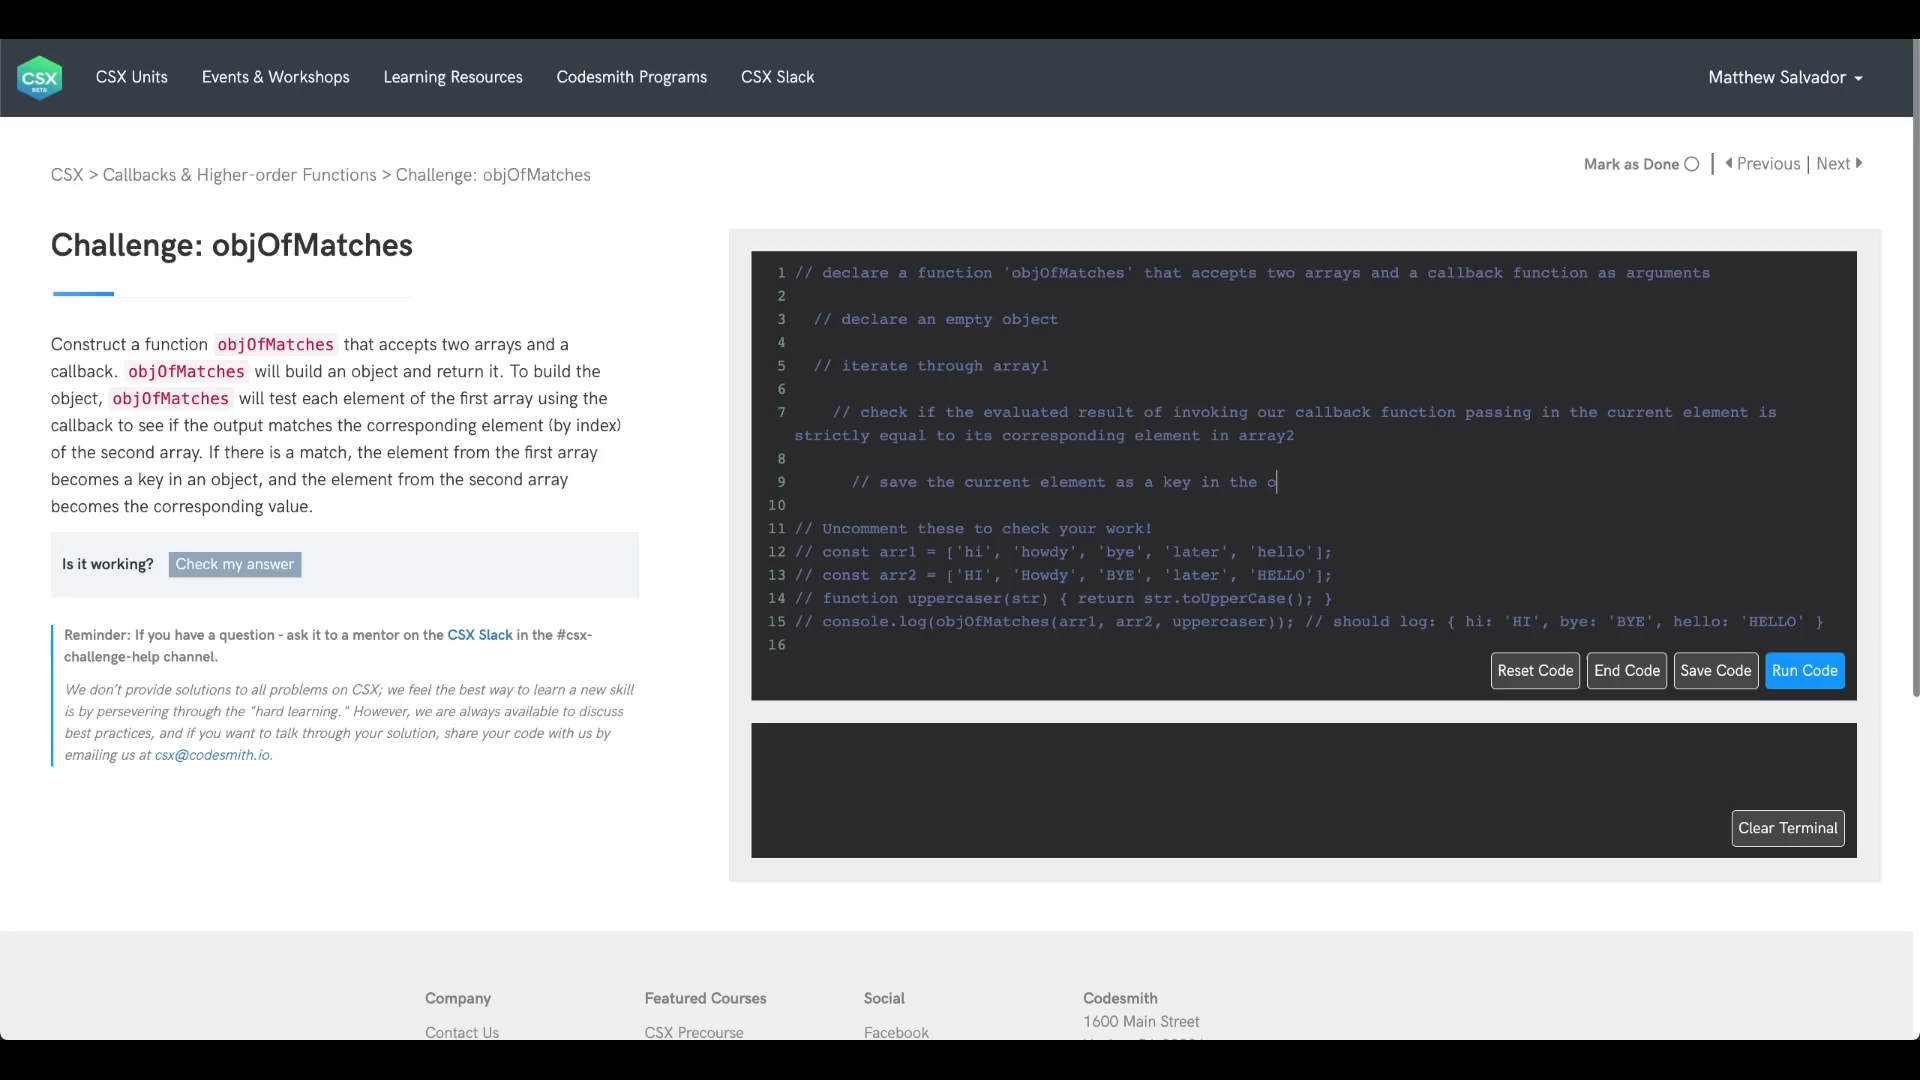 CSX
BETA
CSX Units
Events & Workshops
Learning Resources
Codesmith Programs
CSX Slack
Matthew Salvador
CSX > Callbacks & Higher-order Functions > Challenge: objOfMatches
Mark as Done
Previous | Next
Challenge: objOfMatches
Construct a function objOfMatches that accepts two arrays and a
callback. objOfMatches will build an object and return it. To build the
object, objOfMatches will test each element of the first array using the
callback to see if the output matches the corresponding element (by index)
of the second array. If there is a match, the element from the first array
becomes a key in an object, and the element from the second array
becomes the corresponding value.
Is it working? Check my answer
Reminder: If you have a question - ask it to a mentor on the CSX Slack in the #csx-
challenge-help channel.
We don't provide solutions to all problems on CSX; we feel the best way to learn a new skill
is by persevering through the "hard learning." However, we are always available to discuss
best practices, and if you want to talk through your solution, share your code with us by
emailing us at csx@codesmith.io.
1 // declare a function 'objOfMatches' that accepts two arrays and a callback function as arguments
2
3 // declare an empty object
4
5 // iterate through array1
6
7 // check if the evaluated result of invoking our callback function passing in the current element is
strictly equal to its corresponding element in array2
8
9 // save the current element as a key in the o
10
11 // Uncomment these to check your work!
12 // const arr1 = ['hi', 'howdy', 'bye', 'later', 'hello'];
13 // const arr2 = ['HI', 'Howdy', 'BYE', 'later', 'HELLO'];
14 // function uppercaser(str) { return str.toUpperCase(); }
15 // console.log(objOfMatches(arr1, arr2, uppercaser)); // should log: { hi: 'HI', bye: 'BYE', hello: 'HELLO' }
16
Reset Code
End Code
Save Code
Run Code
Clear Terminal
Company
Contact Us
Featured Courses
CSX Precourse
Social
Facebook
Codesmith
1600 Main Street